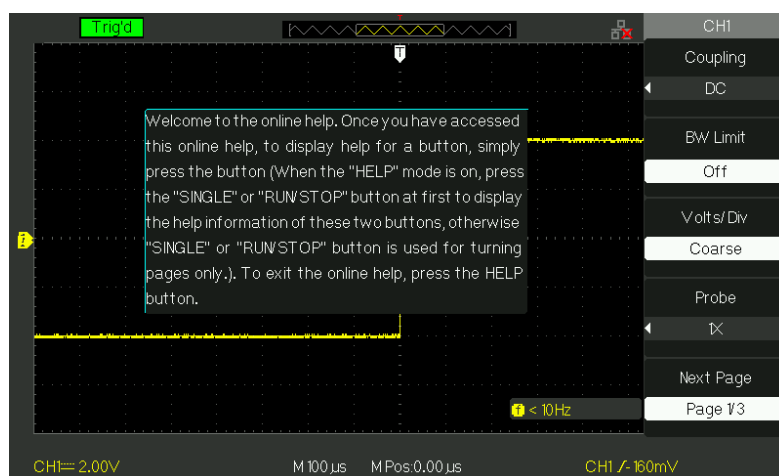 Trig'd
T
CH1
Coupling
DC
BW Limit
Off
Volts/Div
Coarse
Probe
1X
Next Page
Page 1/3
Welcome to the online help. Once you have accessed
this online help, to display help for a button, simply
press the button (When the "HELP" mode is on, press
the "SINGLE" or "RUN/STOP" button at first to display
the help information of these two buttons, otherwise
"SINGLE" or "RUN/STOP" button is used for turning
pages only.). To exit the online help, press the HELP
button.
f < 10Hz
CH1 2.00V
M 100 µs
M Pos:0.00 µs
CH1 -160mV